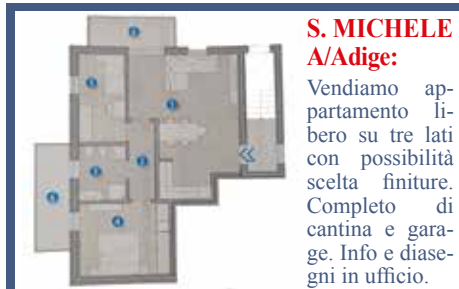 S. MICHELE
A/Adige:
Vendiamo ap-
partamento li-
bero su tre lati
con possibilità
scelta finiture.
Completo di
cantina e gara-
ge. Info e diase-
gni in ufficio.